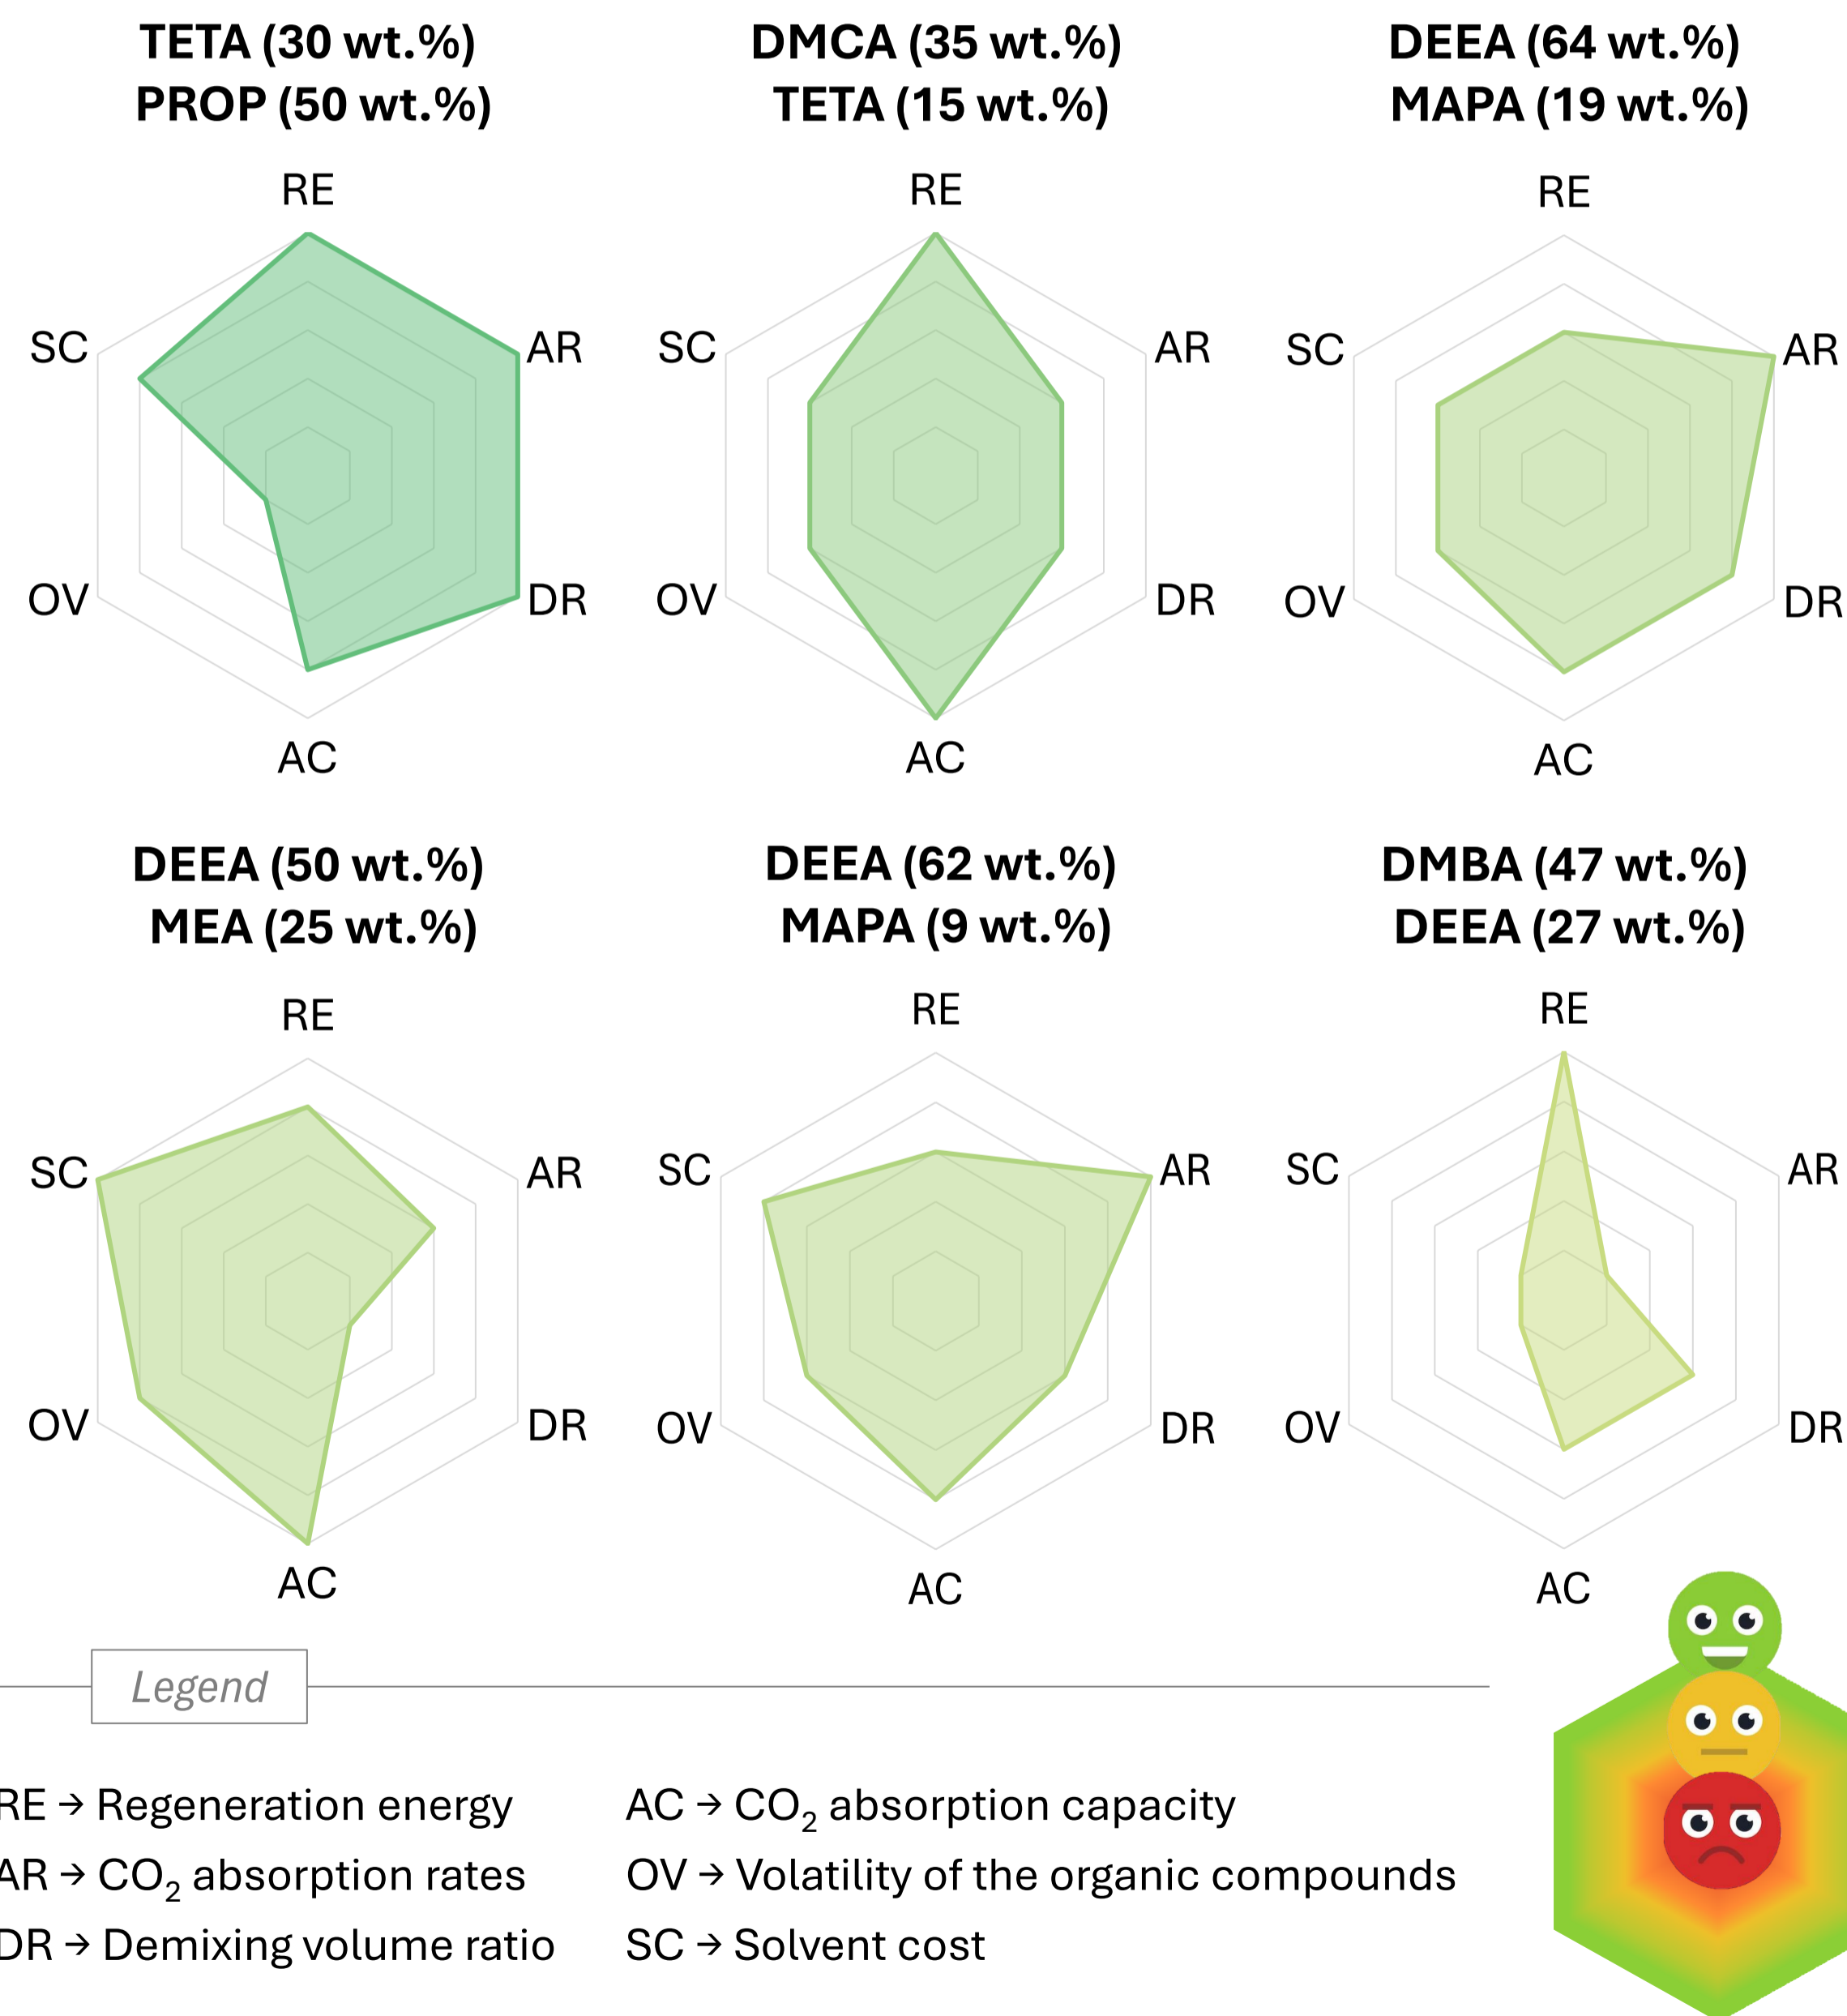 TETA (30 wt.%)
PROP (50 wt.%)
RE
AR
DR
AC
OV
SC
DMCA (35 wt.%)
TETA (15 wt.%)
RE
AR
DR
AC
OV
SC
DEEA (64 wt.%)
MAPA (19 wt.%)
RE
AR
DR
AC
OV
SC
DEEA (50 wt.%)
MEA (25 wt.%)
RE
AR
DR
AC
OV
SC
DEEA (62 wt.%)
MAPA (9 wt.%)
RE
AR
DR
AC
OV
SC
DMBA (47 wt.%)
DEEA (27 wt.%)
RE
AR
DR
AC
OV
SC
Legend
RE → Regeneration energy
AR → CO₂ absorption rates
DR → Demixing volume ratio
AC → CO₂ absorption capacity
OV → Volatility of the organic compounds
SC → Solvent cost